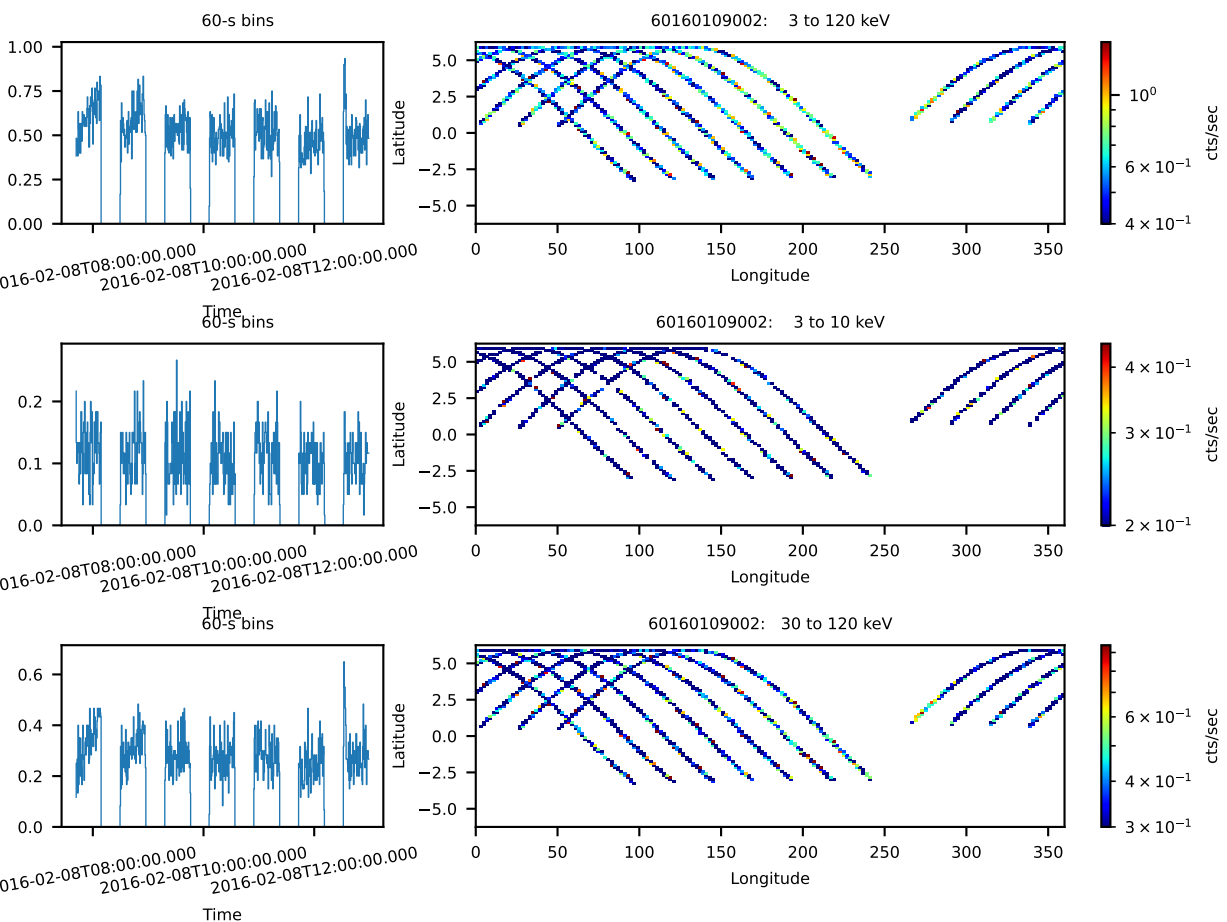 60-s bins
1.00
0.75
0.50
0.25
0.00
016-02-08T08:00:00.000
2016-02-08T10:00:00.000
2016-02-08T12:00:00.000
Time
60160109002: 3 to 120 keV
Latitude
5.0
2.5
0.0
−2.5
−5.0
0 50 100 150 200 250 300 350
Longitude
10⁰
6 × 10⁻¹
4 × 10⁻¹
cts/sec
60-s bins
0.2
0.1
0.0
016-02-08T08:00:00.000
2016-02-08T10:00:00.000
2016-02-08T12:00:00.000
Time
60160109002: 3 to 10 keV
Latitude
5.0
2.5
0.0
−2.5
−5.0
0 50 100 150 200 250 300 350
Longitude
4 × 10⁻¹
3 × 10⁻¹
2 × 10⁻¹
cts/sec
60-s bins
0.6
0.4
0.2
0.0
016-02-08T08:00:00.000
2016-02-08T10:00:00.000
2016-02-08T12:00:00.000
Time
60160109002: 30 to 120 keV
Latitude
5.0
2.5
0.0
−2.5
−5.0
0 50 100 150 200 250 300 350
Longitude
6 × 10⁻¹
4 × 10⁻¹
3 × 10⁻¹
cts/sec